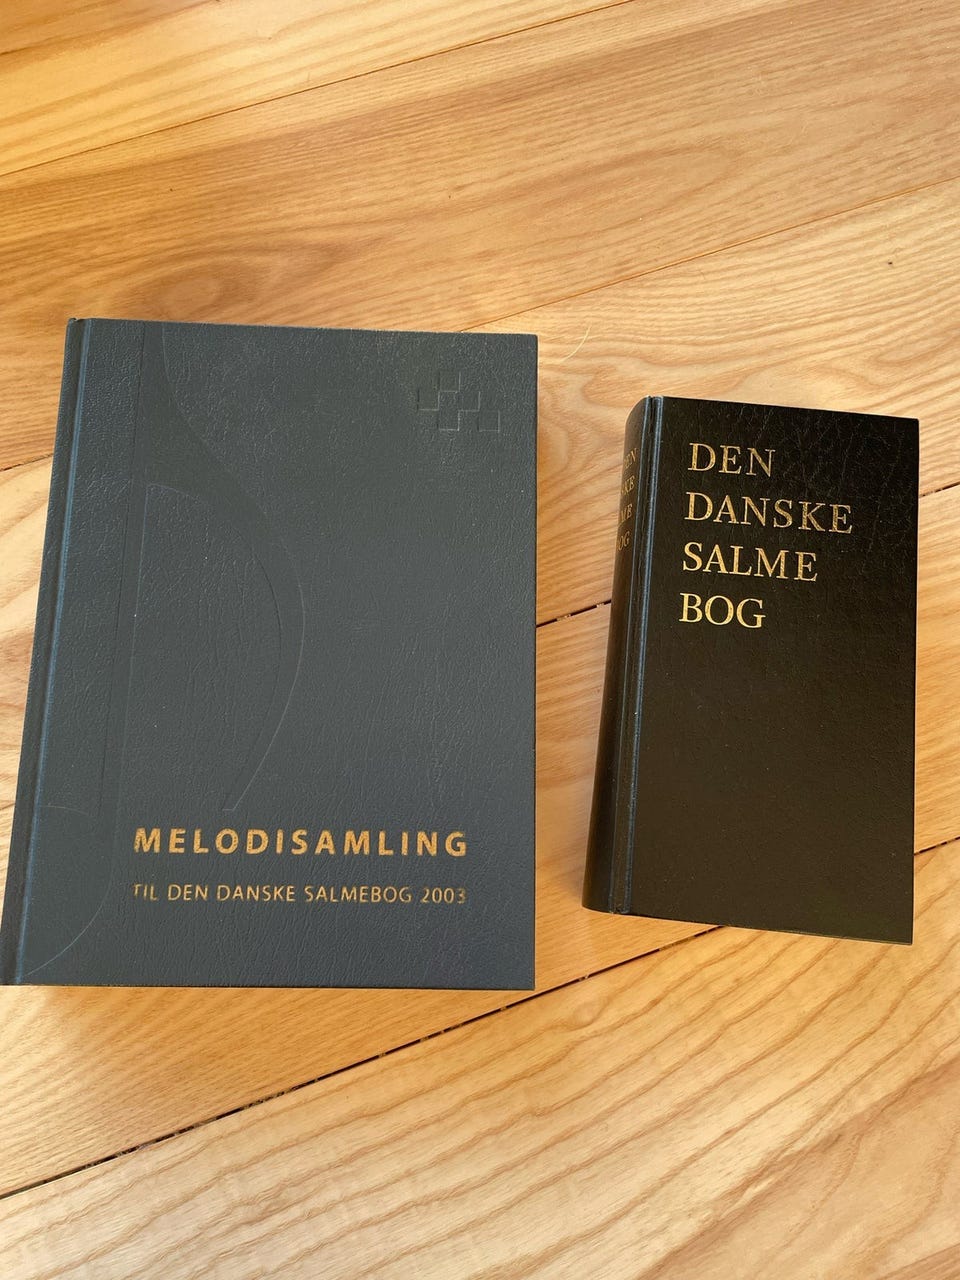 MELODISAMLING
TIL DEN DANSKE SALMEBOG 2003
DEN
DANSKE
SALME
BOG